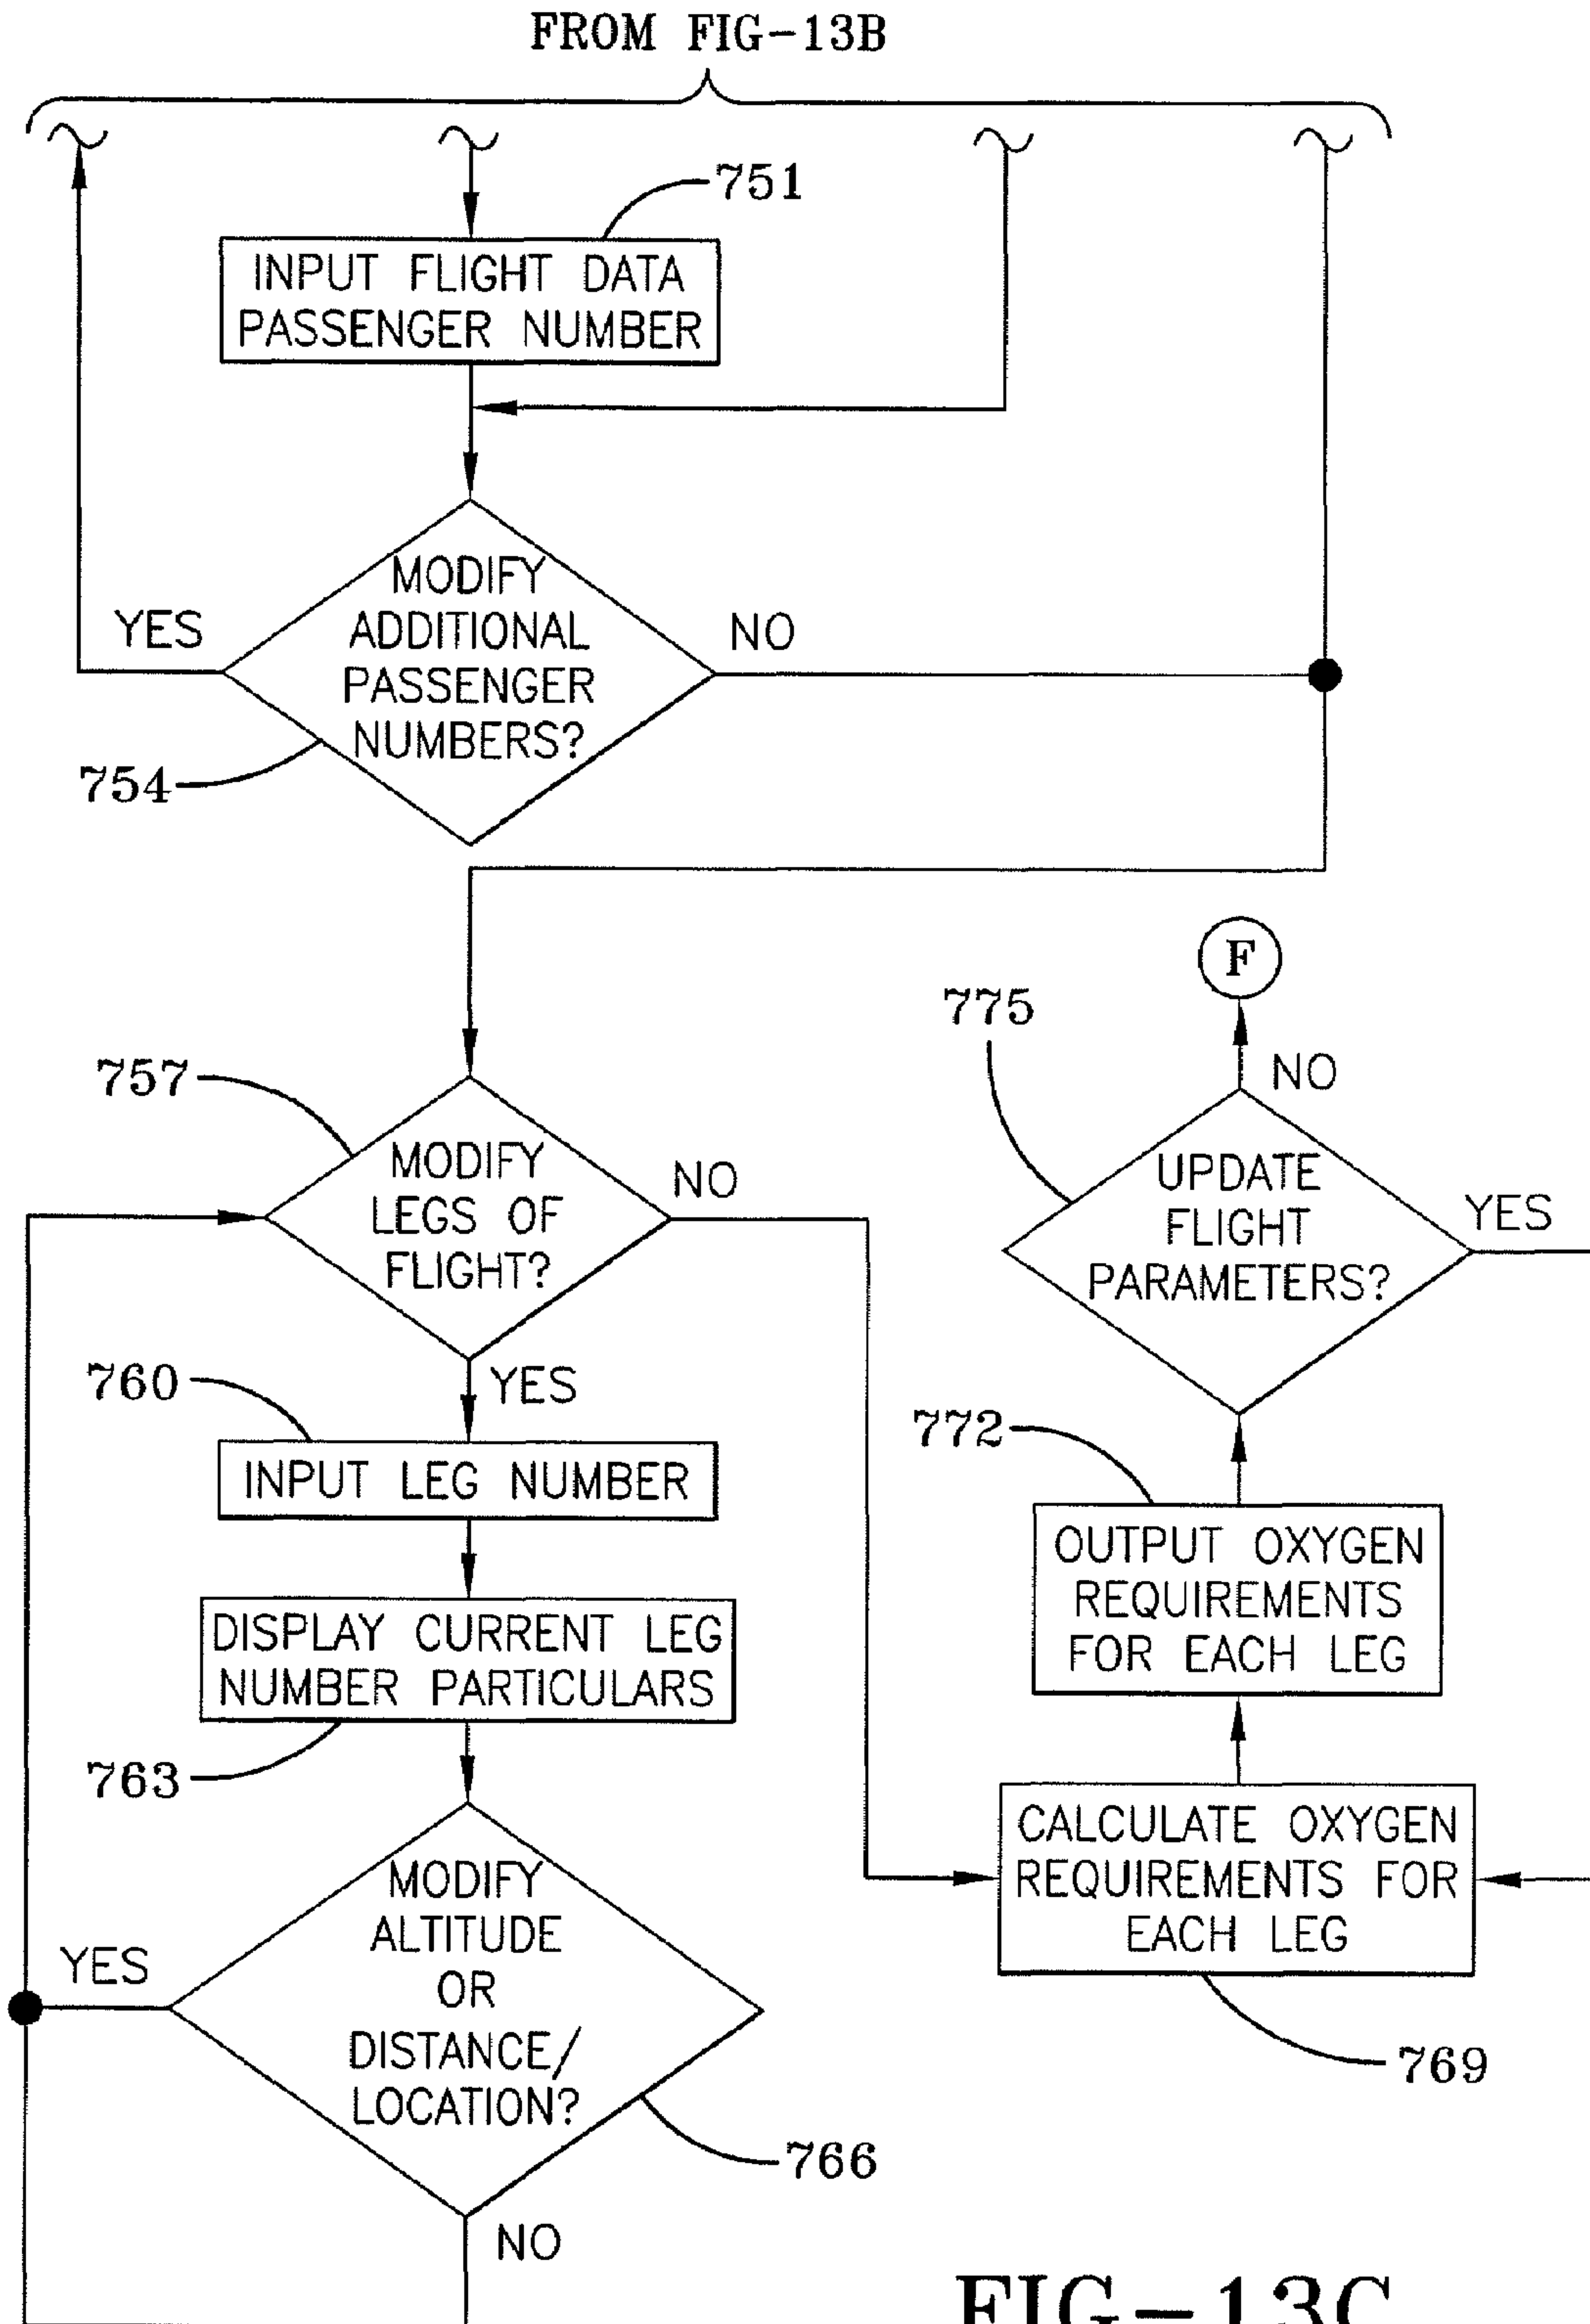 FROM FIG-13B
751
INPUT FLIGHT DATA
PASSENGER NUMBER
MODIFY
ADDITIONAL
PASSENGER
NUMBERS?
YES
NO
754
F
775
NO
757
MODIFY
LEGS OF
FLIGHT?
NO
YES
UPDATE
FLIGHT
PARAMETERS?
YES
760
INPUT LEG NUMBER
772
OUTPUT OXYGEN
REQUIREMENTS
FOR EACH LEG
DISPLAY CURRENT LEG
NUMBER PARTICULARS
763
CALCULATE OXYGEN
REQUIREMENTS FOR
EACH LEG
769
MODIFY
ALTITUDE
OR
DISTANCE/
LOCATION?
YES
766
NO
FIG-13C